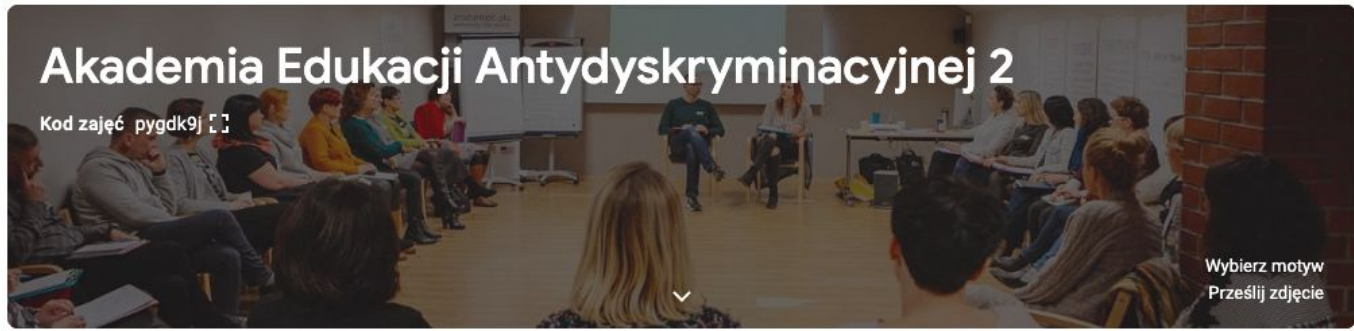 Akademia Edukacji Antydyskryminacyjnej 2
Kod zajęć pygdk9j
Wybierz motyw
Prześlij zdjęcie